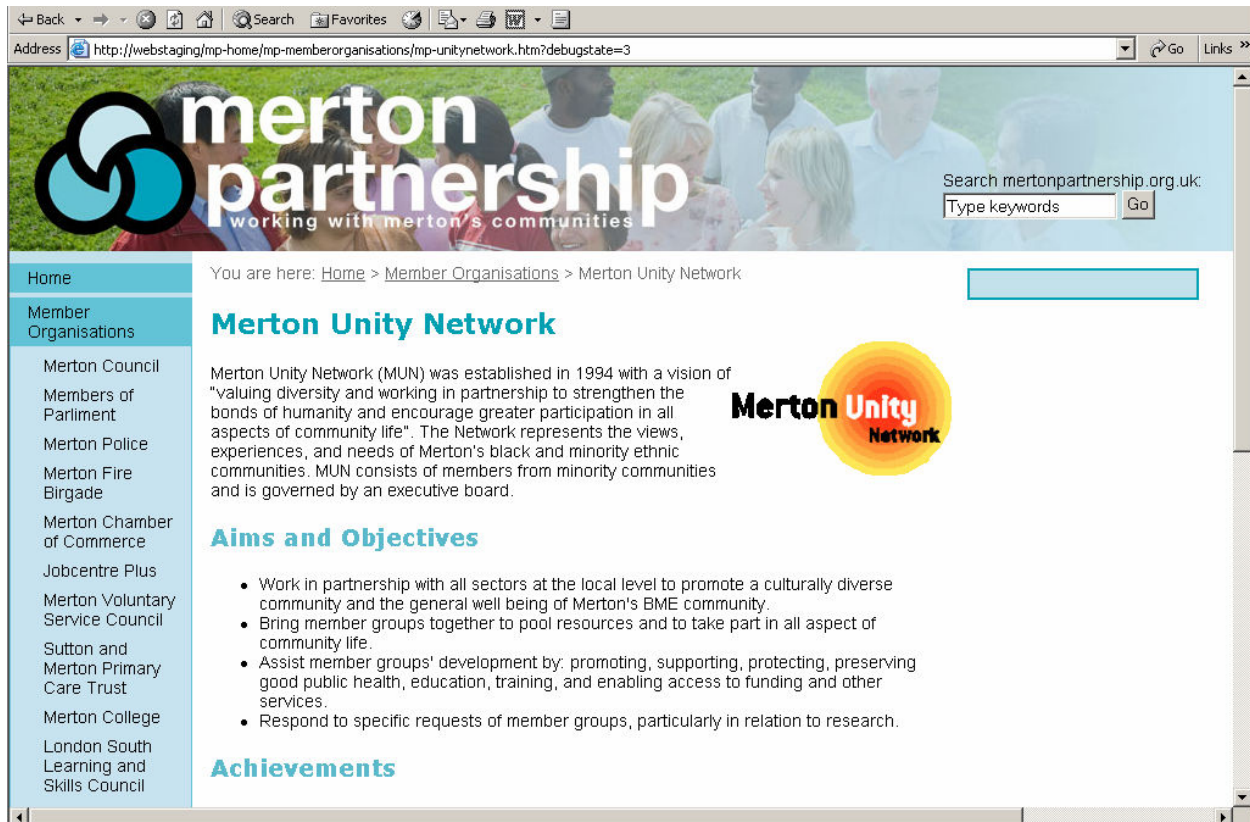 Back Search Favorites
Address http://webstaging/mp-home/mp-memberorganisations/mp-unitynetwork.htm?debugstate=3 Go Links »
merton
partnership
working with merton's communities
Search mertonpartnership.org.uk:
Type keywords Go
Home
Member
Organisations
Merton Council
Members of
Parliment
Merton Police
Merton Fire
Birgade
Merton Chamber
of Commerce
Jobcentre Plus
Merton Voluntary
Service Council
Sutton and
Merton Primary
Care Trust
Merton College
London South
Learning and
Skills Council
You are here: Home > Member Organisations > Merton Unity Network
Merton Unity Network
Merton Unity Network (MUN) was established in 1994 with a vision of
"valuing diversity and working in partnership to strengthen the
bonds of humanity and encourage greater participation in all
aspects of community life". The Network represents the views,
experiences, and needs of Merton's black and minority ethnic
communities. MUN consists of members from minority communities
and is governed by an executive board.
Merton Unity
Network
Aims and Objectives
• Work in partnership with all sectors at the local level to promote a culturally diverse
community and the general well being of Merton's BME community.
• Bring member groups together to pool resources and to take part in all aspect of
community life.
• Assist member groups' development by: promoting, supporting, protecting, preserving
good public health, education, training, and enabling access to funding and other
services.
• Respond to specific requests of member groups, particularly in relation to research.
Achievements